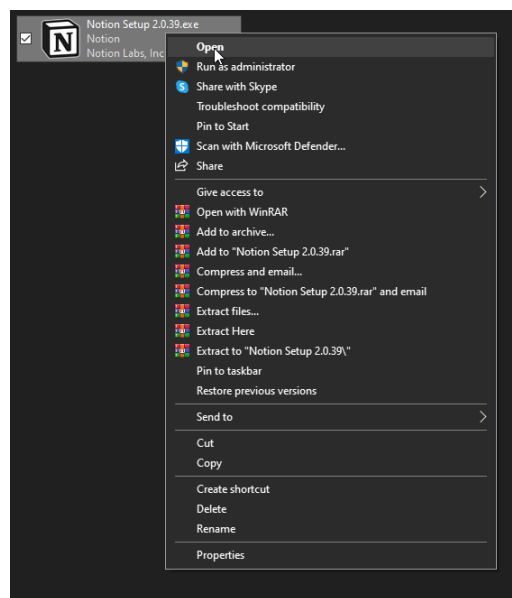 Notion Setup 2.0.39.exe
Notion
Notion Labs, Inc
Open
Run as administrator
Share with Skype
Troubleshoot compatibility
Pin to Start
Scan with Microsoft Defender...
Share
Give access to
Open with WinRAR
Add to archive...
Add to "Notion Setup 2.0.39.rar"
Compress and email...
Compress to "Notion Setup 2.0.39.rar" and email
Extract files...
Extract Here
Extract to "Notion Setup 2.0.39\"
Pin to taskbar
Restore previous versions
Send to
Cut
Copy
Create shortcut
Delete
Rename
Properties